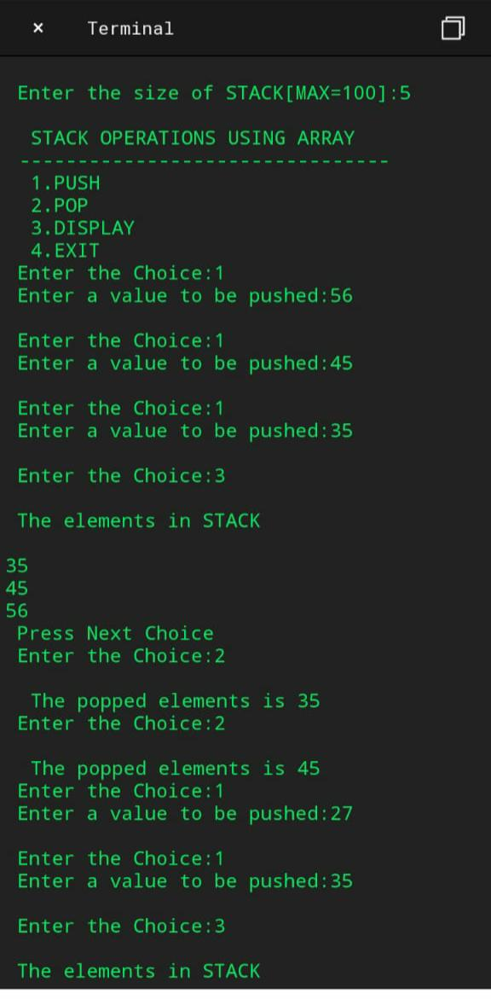 × Terminal
Enter the size of STACK[MAX=100]:5
STACK OPERATIONS USING ARRAY
--------------------------------
1.PUSH
2.POP
3.DISPLAY
4.EXIT
Enter the Choice:1
Enter a value to be pushed:56
Enter the Choice:1
Enter a value to be pushed:45
Enter the Choice:1
Enter a value to be pushed:35
Enter the Choice:3
The elements in STACK
35
45
56
Press Next Choice
Enter the Choice:2
The popped elements is 35
Enter the Choice:2
The popped elements is 45
Enter the Choice:1
Enter a value to be pushed:27
Enter the Choice:1
Enter a value to be pushed:35
Enter the Choice:3
The elements in STACK